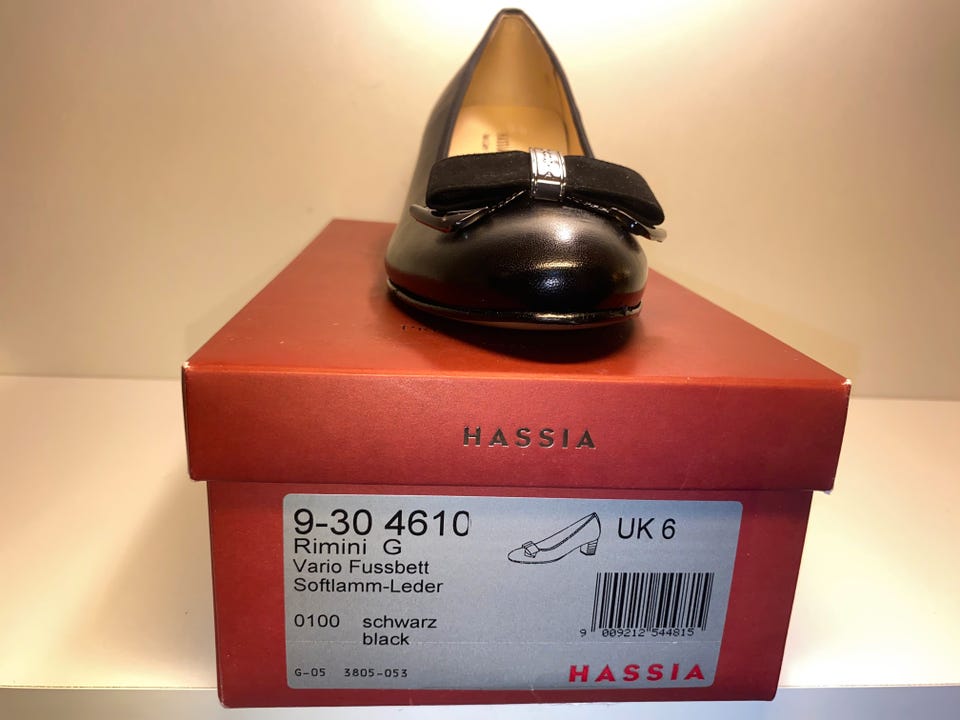 HASSIA
9-30 4610
Rimini G
Vario Fussbett
Softlamm-Leder
UK 6
0100 schwarz
black
9 009212 544815
G-05 3805-053
HASSIA